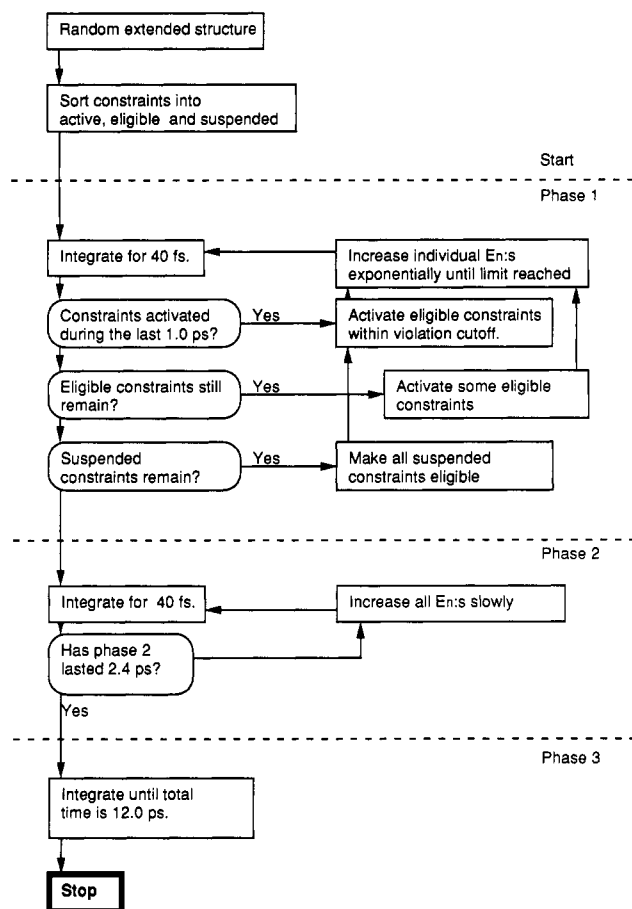 Random extended structure
Sort constraints into
active, eligible and suspended
Start
Phase 1
Integrate for 40 fs.
Increase individual En:s
exponentially until limit reached
Constraints activated
during the last 1.0 ps?
Yes
Activate eligible constraints
within violation cutoff.
Eligible constraints still
remain?
Yes
Activate some eligible
constraints
Suspended
constraints remain?
Yes
Make all suspended
constraints eligible
Phase 2
Integrate for 40 fs.
Increase all En:s slowly
Has phase 2
lasted 2.4 ps?
Yes
Phase 3
Integrate until total
time is 12.0 ps.
Stop